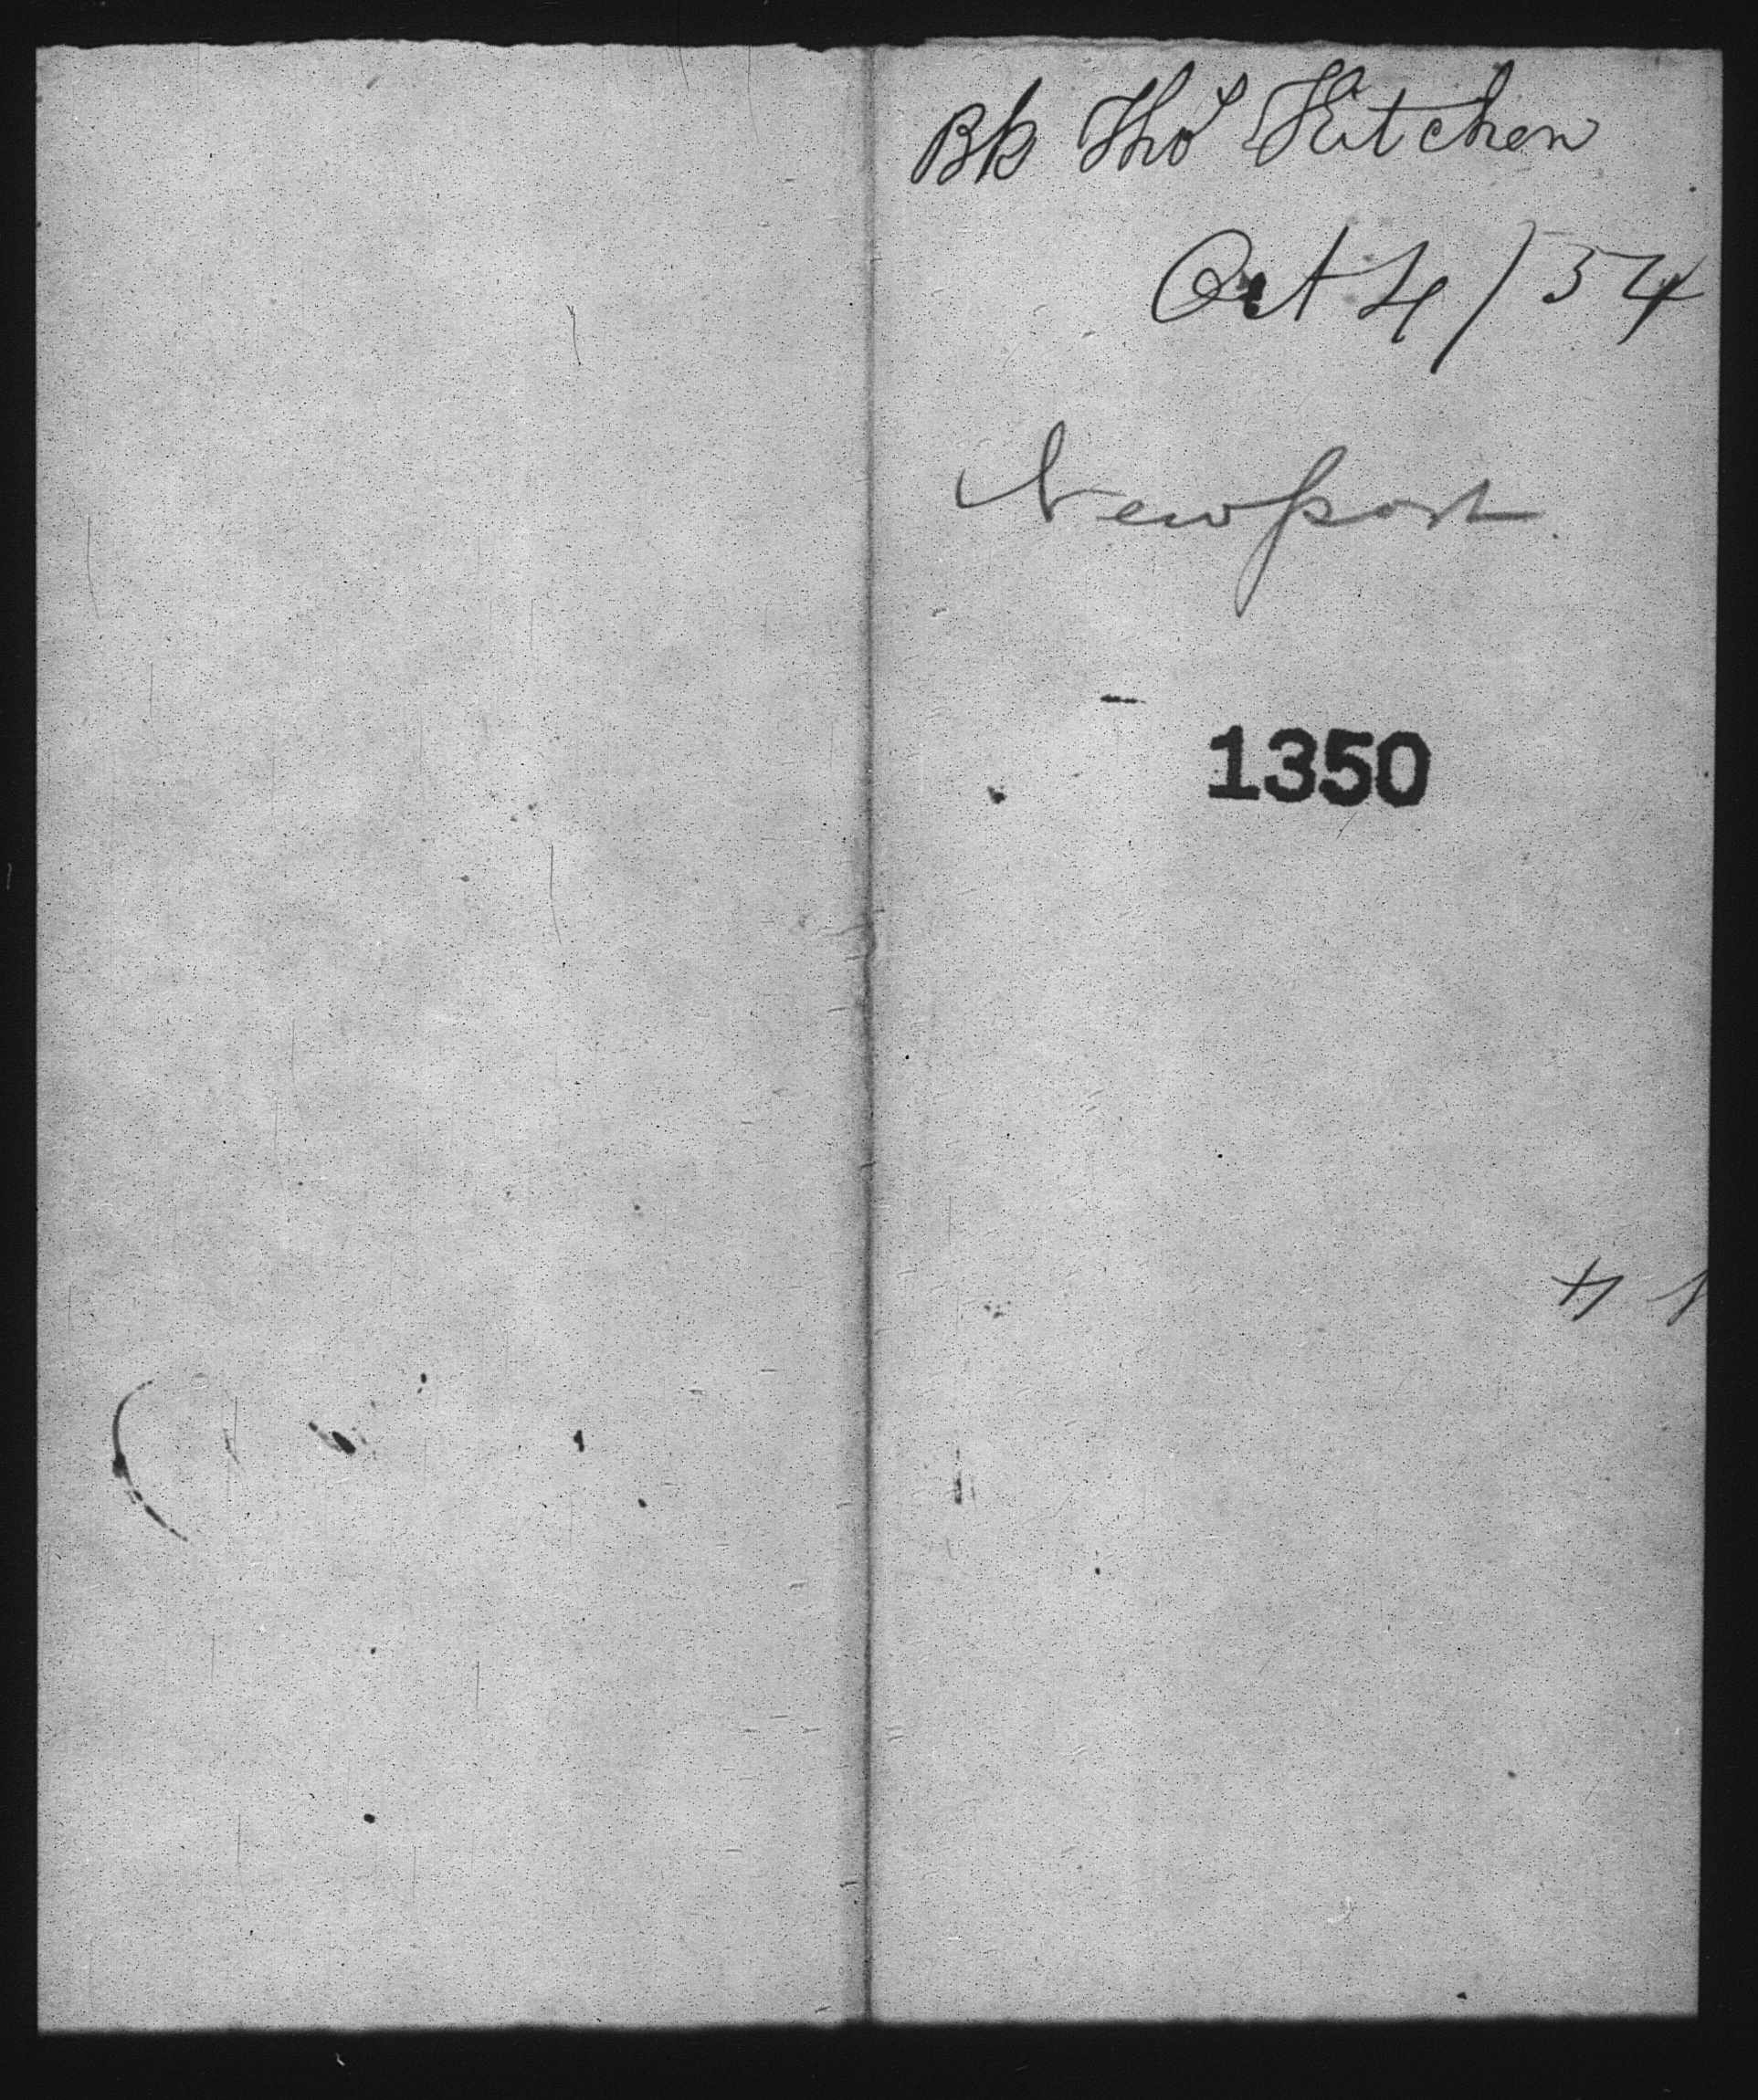 Bk Thos Kitchen
Oct 4 / 54
Newport
1350